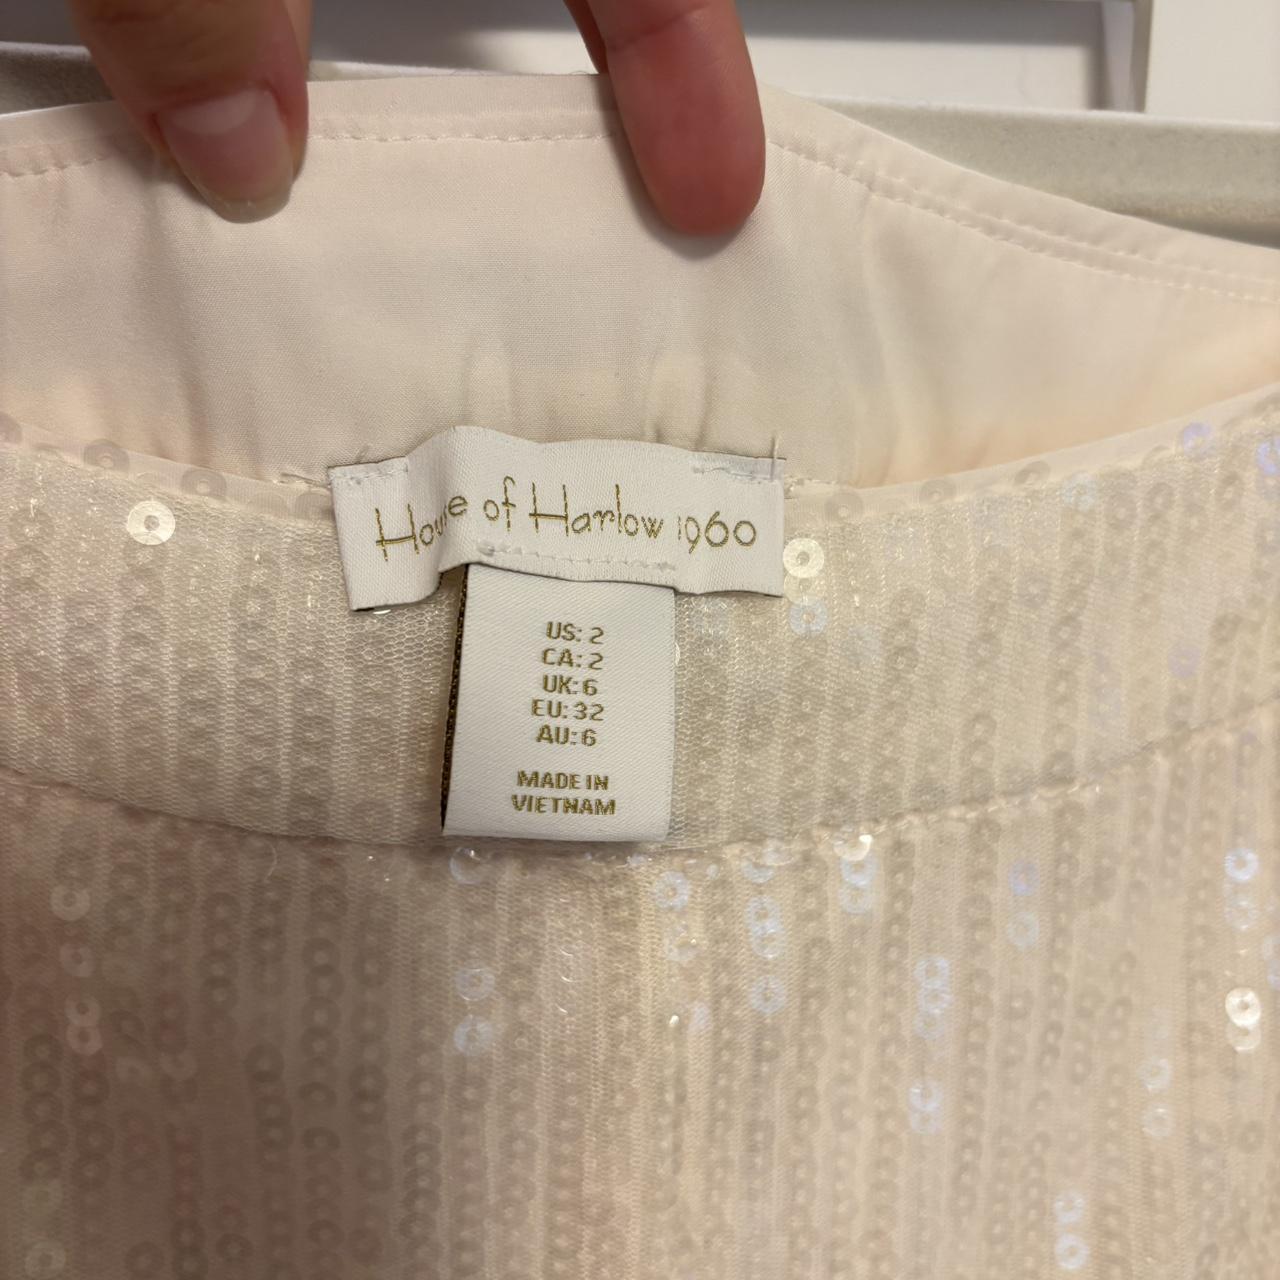 House of Harlow 1960
US: 2
CA: 2
UK: 6
EU: 32
AU: 6
MADE IN
VIETNAM